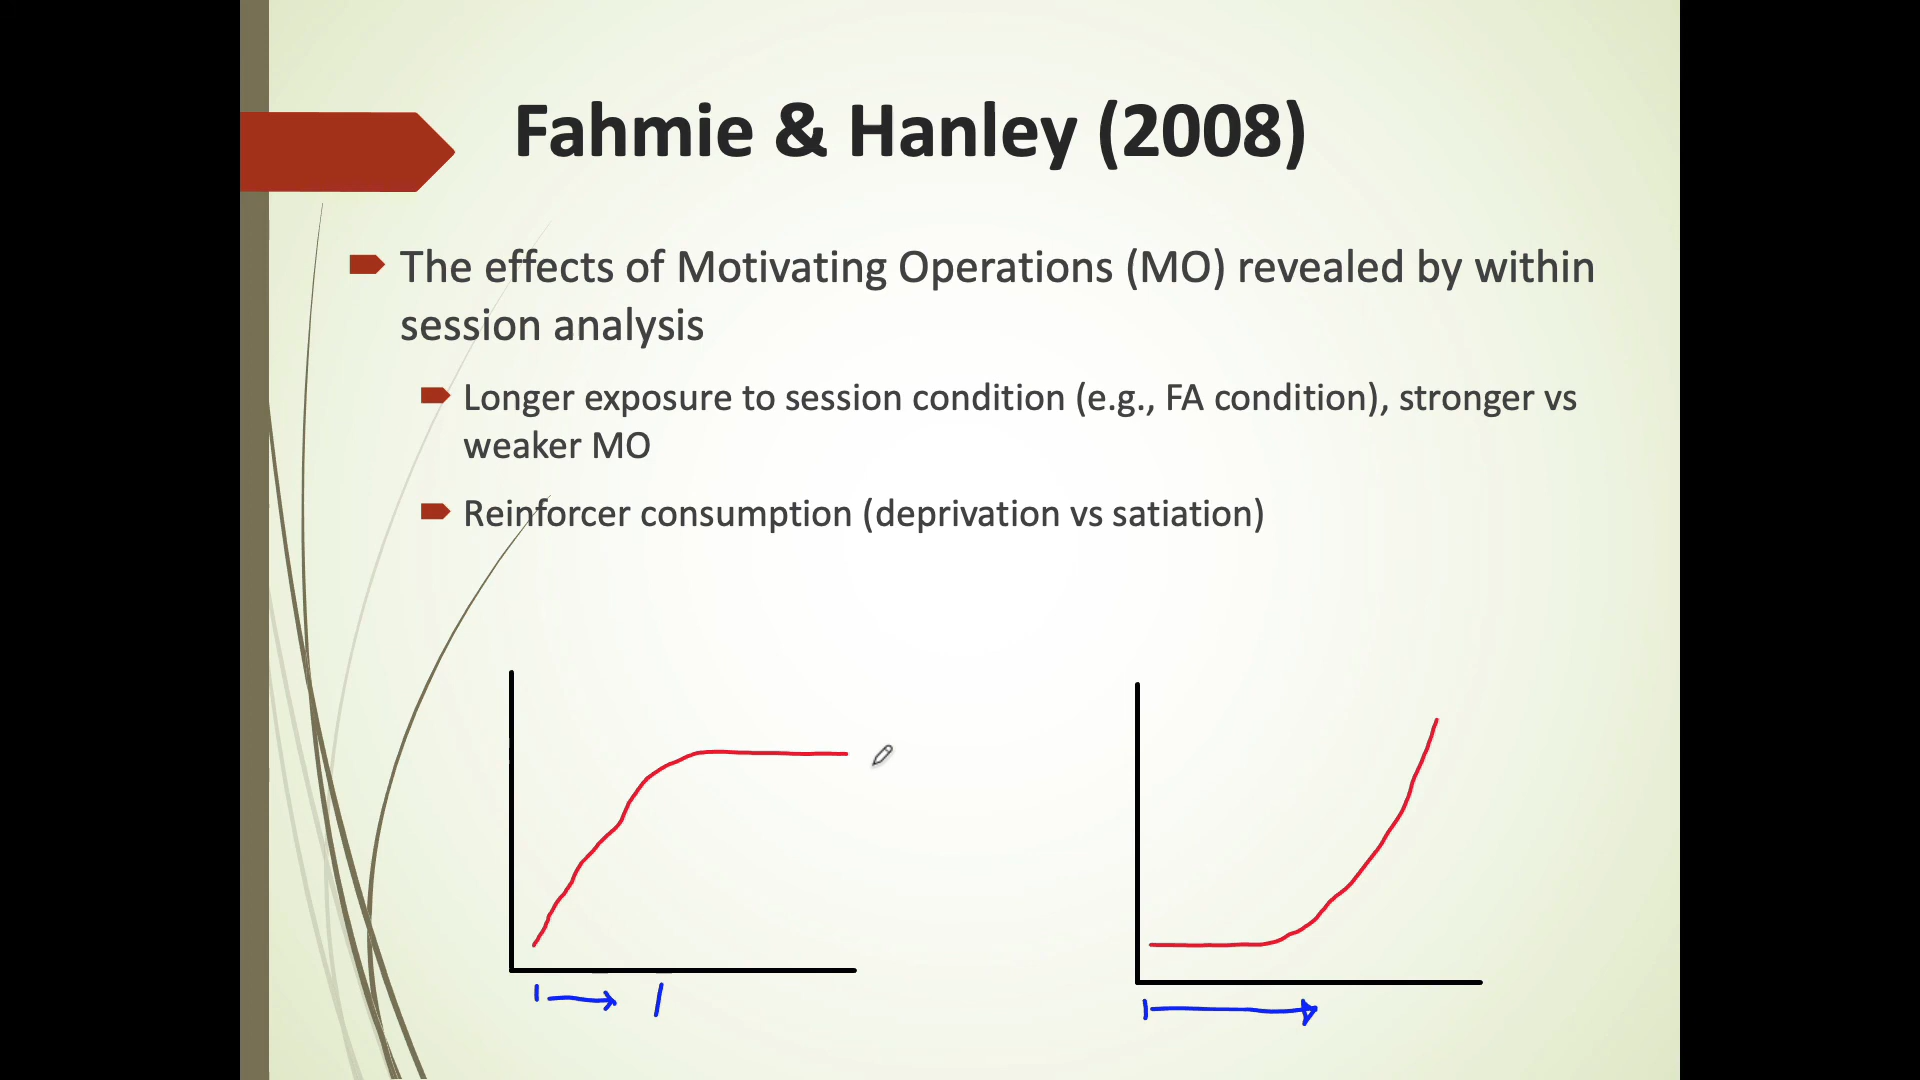 Fahmie & Hanley (2008)
The effects of Motivating Operations (MO) revealed by within
session analysis
Longer exposure to session condition (e.g., FA condition), stronger vs
weaker MO
Reinforcer consumption (deprivation vs satiation)